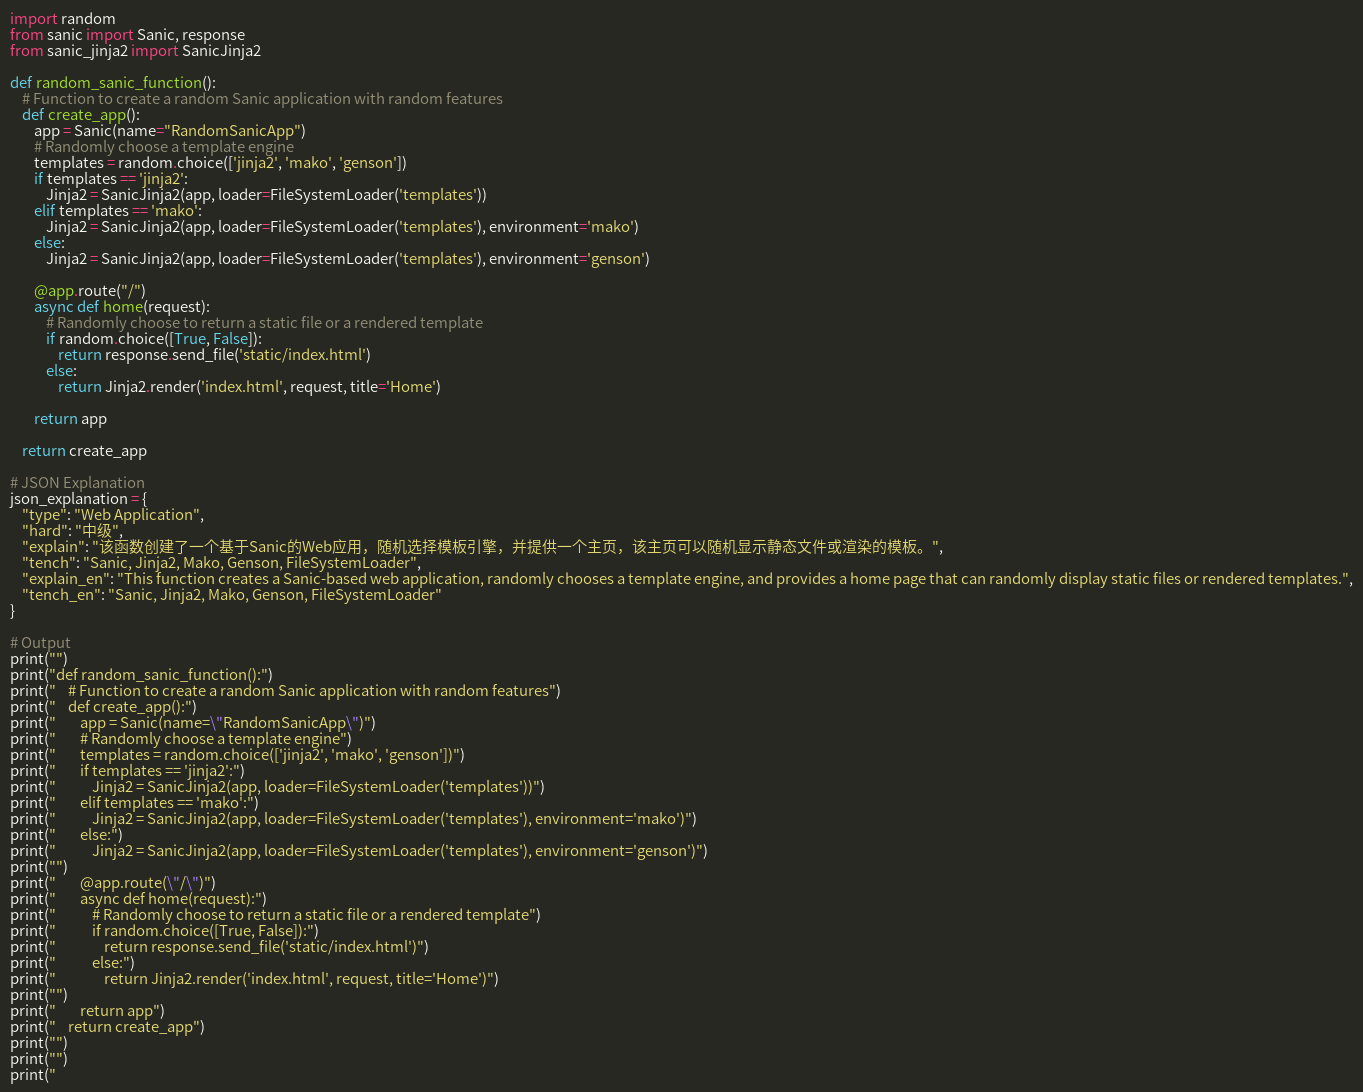 import random
from sanic import Sanic, response
from sanic_jinja2 import SanicJinja2

def random_sanic_function():
    # Function to create a random Sanic application with random features
    def create_app():
        app = Sanic(name="RandomSanicApp")
        # Randomly choose a template engine
        templates = random.choice(['jinja2', 'mako', 'genson'])
        if templates == 'jinja2':
            Jinja2 = SanicJinja2(app, loader=FileSystemLoader('templates'))
        elif templates == 'mako':
            Jinja2 = SanicJinja2(app, loader=FileSystemLoader('templates'), environment='mako')
        else:
            Jinja2 = SanicJinja2(app, loader=FileSystemLoader('templates'), environment='genson')

        @app.route("/")
        async def home(request):
            # Randomly choose to return a static file or a rendered template
            if random.choice([True, False]):
                return response.send_file('static/index.html')
            else:
                return Jinja2.render('index.html', request, title='Home')

        return app

    return create_app

# JSON Explanation
json_explanation = {
    "type": "Web Application",
    "hard": "中级",
    "explain": "该函数创建了一个基于Sanic的Web应用，随机选择模板引擎，并提供一个主页，该主页可以随机显示静态文件或渲染的模板。",
    "tench": "Sanic, Jinja2, Mako, Genson, FileSystemLoader",
    "explain_en": "This function creates a Sanic-based web application, randomly chooses a template engine, and provides a home page that can randomly display static files or rendered templates.",
    "tench_en": "Sanic, Jinja2, Mako, Genson, FileSystemLoader"
}

# Output
print("")
print("def random_sanic_function():")
print("    # Function to create a random Sanic application with random features")
print("    def create_app():")
print("        app = Sanic(name=\"RandomSanicApp\")")
print("        # Randomly choose a template engine")
print("        templates = random.choice(['jinja2', 'mako', 'genson'])")
print("        if templates == 'jinja2':")
print("            Jinja2 = SanicJinja2(app, loader=FileSystemLoader('templates'))")
print("        elif templates == 'mako':")
print("            Jinja2 = SanicJinja2(app, loader=FileSystemLoader('templates'), environment='mako')")
print("        else:")
print("            Jinja2 = SanicJinja2(app, loader=FileSystemLoader('templates'), environment='genson')")
print("")
print("        @app.route(\"/\")")
print("        async def home(request):")
print("            # Randomly choose to return a static file or a rendered template")
print("            if random.choice([True, False]):")
print("                return response.send_file('static/index.html')")
print("            else:")
print("                return Jinja2.render('index.html', request, title='Home')")
print("")
print("        return app")
print("    return create_app")
print("")
print("")
print("